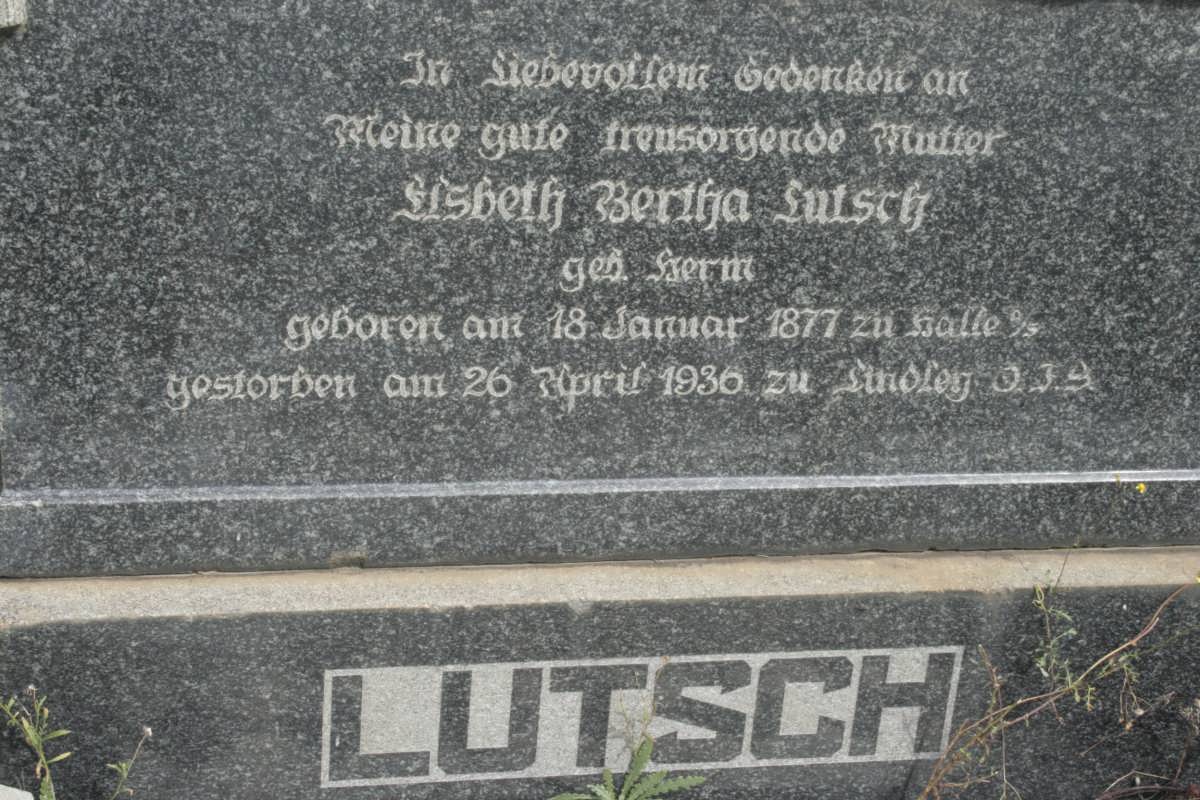 In Liebevollem Gedenken an
Meine gute treusorgende Mutter
Elsbeth Bertha Lutsch
geb. Herm
geboren am 18 Januar 1877 zu Halle %s
gestorben am 26 April 1936 zu Lindley
LUTSCH